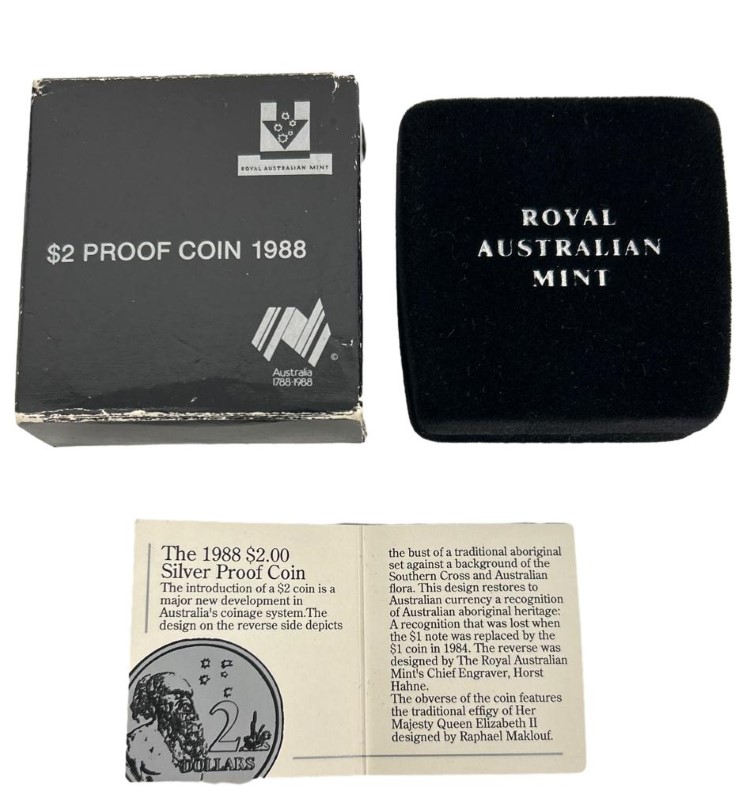 ROYAL AUSTRALIAN MINT
$2 PROOF COIN 1988
©
Australia
1788-1988
ROYAL
AUSTRALIAN
MINT
The 1988 $2.00
Silver Proof Coin
The introduction of a $2 coin is a
major new development in
Australia's coinage system.The
design on the reverse side depicts
2
DOLLARS
the bust of a traditional aboriginal
set against a background of the
Southern Cross and Australian
flora. This design restores to
Australian currency a recognition
of Australian aboriginal heritage:
A recognition that was lost when
the $1 note was replaced by the
$1 coin in 1984. The reverse was
designed by The Royal Australian
Mint's Chief Engraver, Horst
Hahne.
The obverse of the coin features
the traditional effigy of Her
Majesty Queen Elizabeth II
designed by Raphael Maklouf.